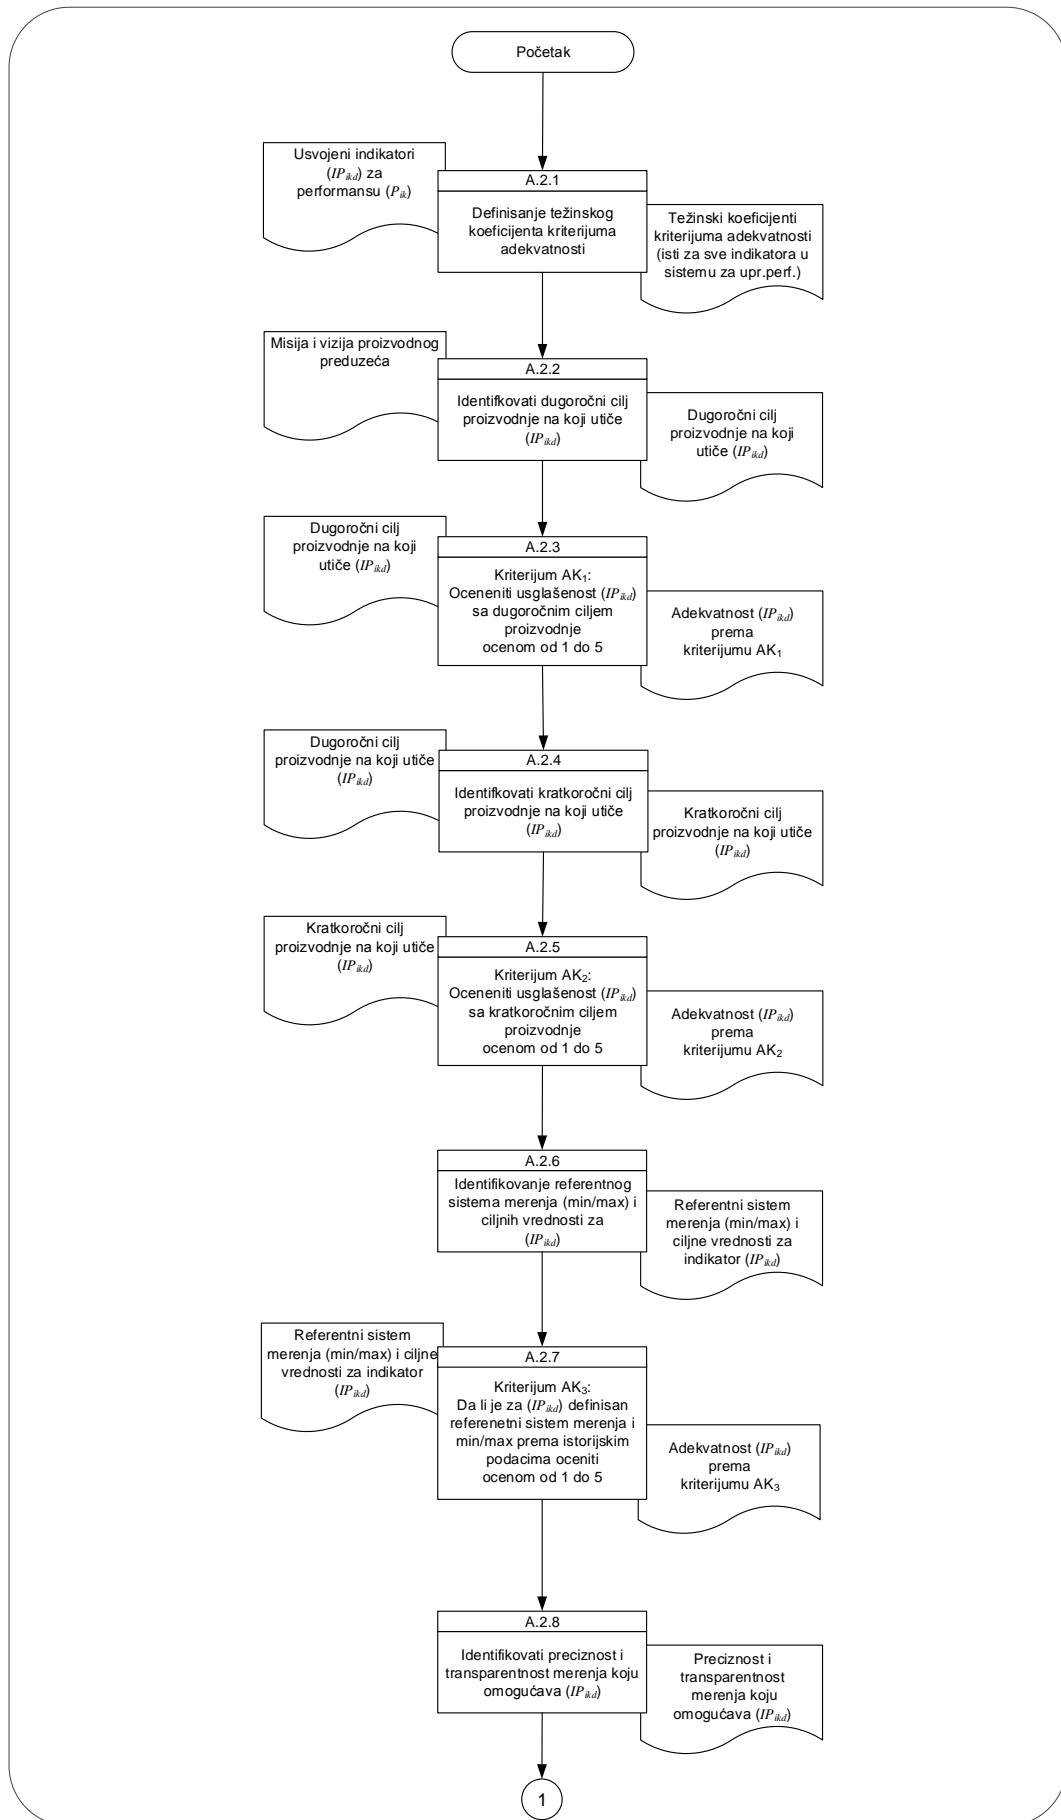 Početak
Usvojeni indikatori
(IPikd) za
performansu (Pik)
A.2.1
Definisanje težinskog
koeficijenta kriterijuma
adekvatnosti
Težinski koeficijenti
kriterijuma adekvatnosti
(isti za sve indikatora u
sistemu za upr.perf.)
Misija i vizija proizvodnog
preduzeća
A.2.2
Identifkovati dugoročni cilj
proizvodnje na koji utiče
(IPikd)
Dugoročni cilj
proizvodnje na koji
utiče (IPikd)
Dugoročni cilj
proizvodnje na koji
utiče (IPikd)
A.2.3
Kriterijum AK1:
Oceneniti usglašenost (IPikd)
sa dugoročnim ciljem
proizvodnje
ocenom od 1 do 5
Adekvatnost (IPikd)
prema
kriterijumu AK1
Dugoročni cilj
proizvodnje na koji utiče
(IPikd)
A.2.4
Identifkovati kratkoročni cilj
proizvodnje na koji utiče
(IPikd)
Kratkoročni cilj
proizvodnje na koji utiče
(IPikd)
Kratkoročni cilj
proizvodnje na koji utiče
(IPikd)
A.2.5
Kriterijum AK2:
Oceneniti usglašenost (IPikd)
sa kratkoročnim ciljem
proizvodnje
ocenom od 1 do 5
Adekvatnost (IPikd)
prema
kriterijumu AK2
A.2.6
Identifikovanje referentnog
sistema merenja (min/max) i
ciljnih vrednosti za
(IPikd)
Referentni sistem
merenja (min/max) i
ciljne vrednosti za
indikator (IPikd)
Referentni sistem
merenja (min/max) i ciljne
vrednosti za indikator
(IPikd)
A.2.7
Kriterijum AK3:
Da li je za (IPikd) definisan
referenetni sistem merenja i
min/max prema istorijskim
podacima oceniti
ocenom od 1 do 5
Adekvatnost (IPikd)
prema
kriterijumu AK3
A.2.8
Identifikovati preciznost i
transparentnost merenja koju
omogućava (IPikd)
Preciznost i
transparentnost
merenja koju
omogućava (IPikd)
1